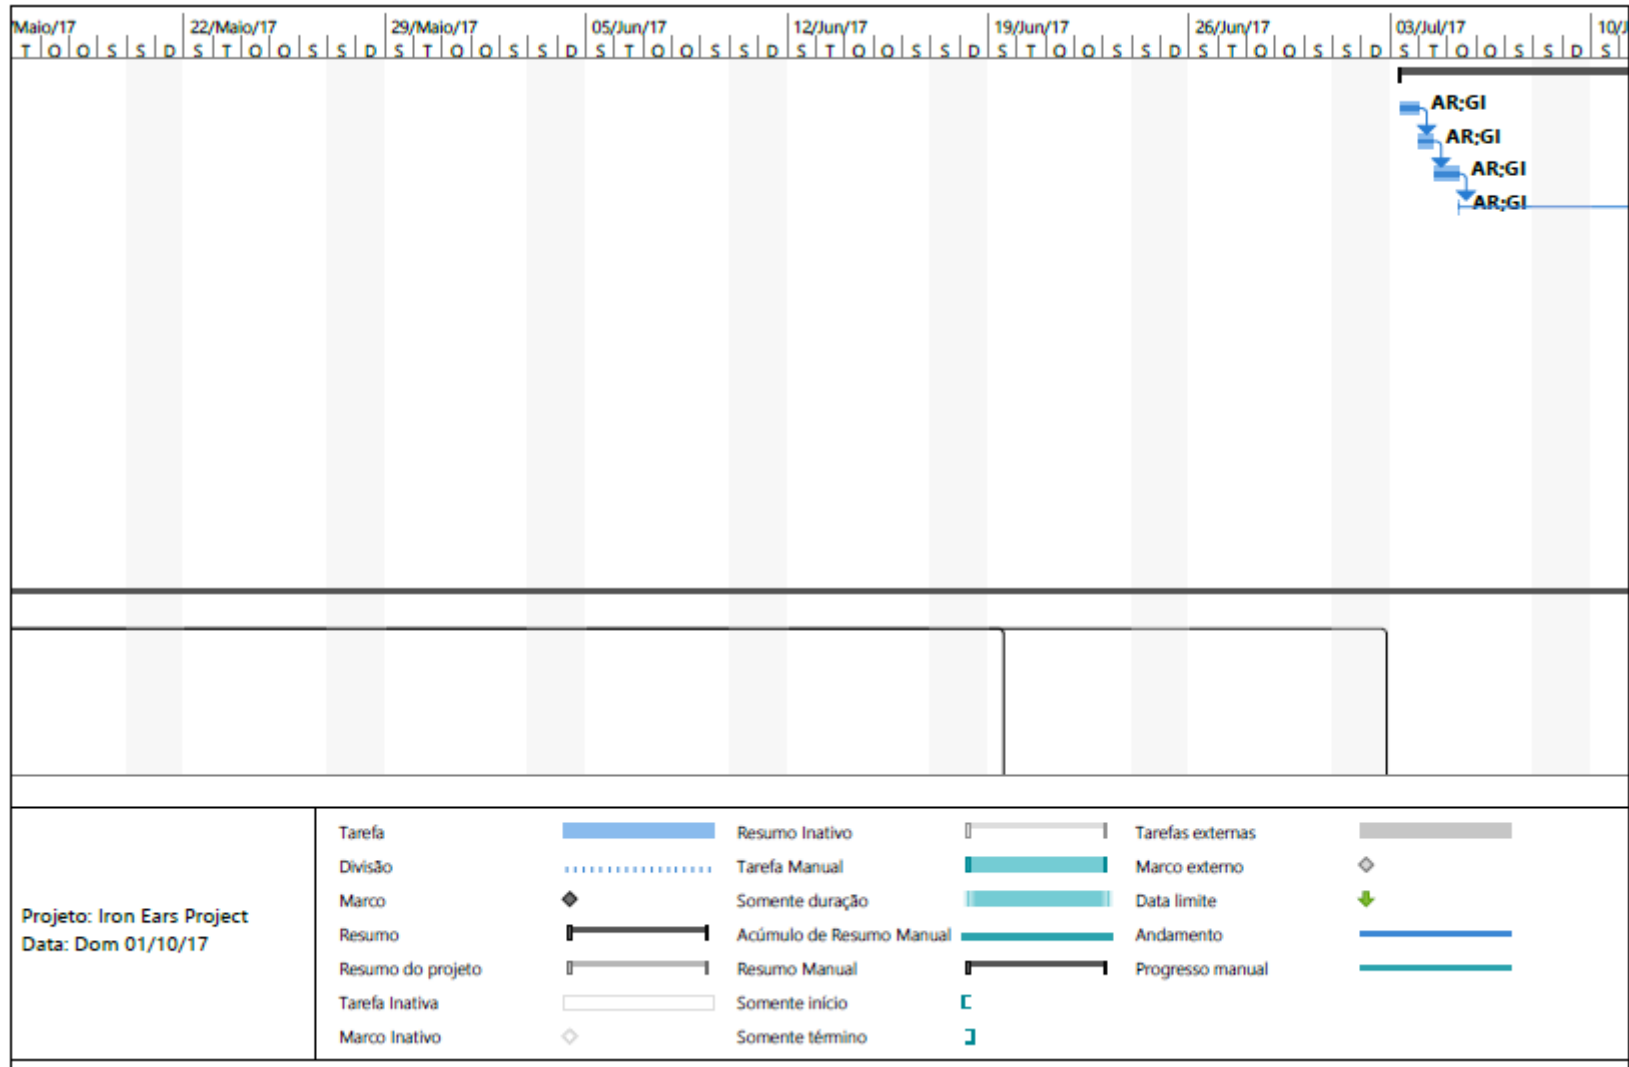 Maio/17 22/Maio/17 29/Maio/17 05/Jun/17 12/Jun/17 19/Jun/17 26/Jun/17 03/Jul/17 10/J
T Q Q S S D S T Q Q S S D S T Q Q S S D S T Q Q S S D S T Q Q S S D S T Q Q S S D S T Q Q S S D S T Q Q S S D S
AR;GI
AR;GI
AR;GI
AR;GI
Projeto: Iron Ears Project
Data: Dom 01/10/17
Tarefa
Divisão
Marco
Resumo
Resumo do projeto
Tarefa Inativa
Marco Inativo
Resumo Inativo
Tarefa Manual
Somente duração
Acúmulo de Resumo Manual
Resumo Manual
Somente início
Somente término
Tarefas externas
Marco externo
Data limite
Andamento
Progresso manual